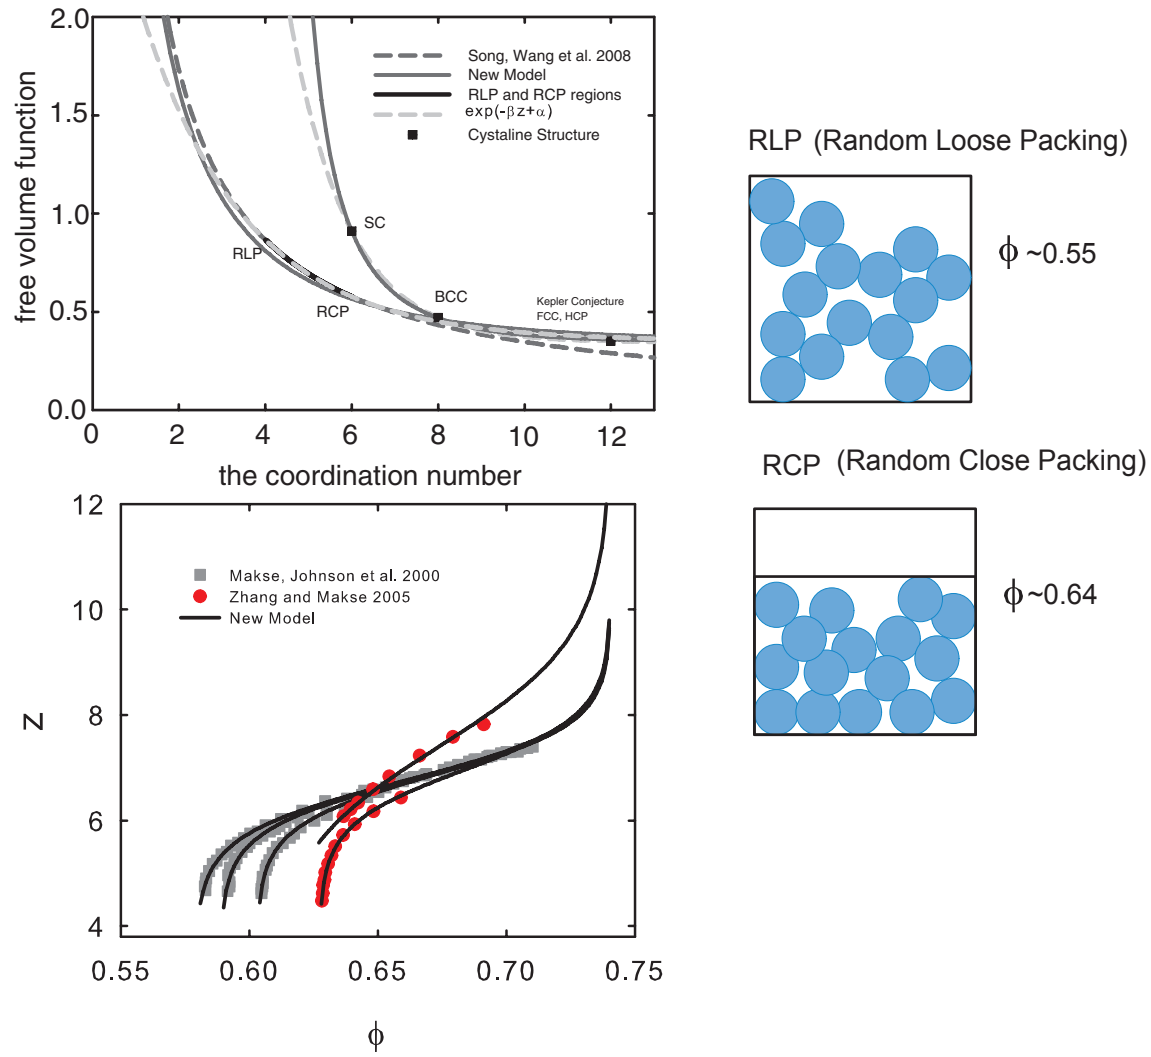 free volume function
2.0
1.5
1.0
0.5
0.0
Song, Wang et al. 2008
New Model
RLP and RCP regions
exp(-βz+α)
Cystaline Structure
SC
RLP
RCP
BCC
Kepler Conjecture
FCC, HCP
0 2 4 6 8 10 12
the coordination number
RLP (Random Loose Packing)
ϕ ~0.55
RCP (Random Close Packing)
ϕ ~0.64
Z
12
10
8
6
4
Makse, Johnson et al. 2000
Zhang and Makse 2005
New Model
0.55 0.60 0.65 0.70 0.75
ϕ